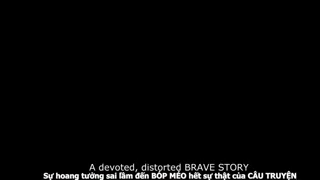 A devoted, distorted BRAVE STORY
Sự hoang tưởng sai lầm đến BÓP MÉO hết sự thật của CÂU TRUYỆN